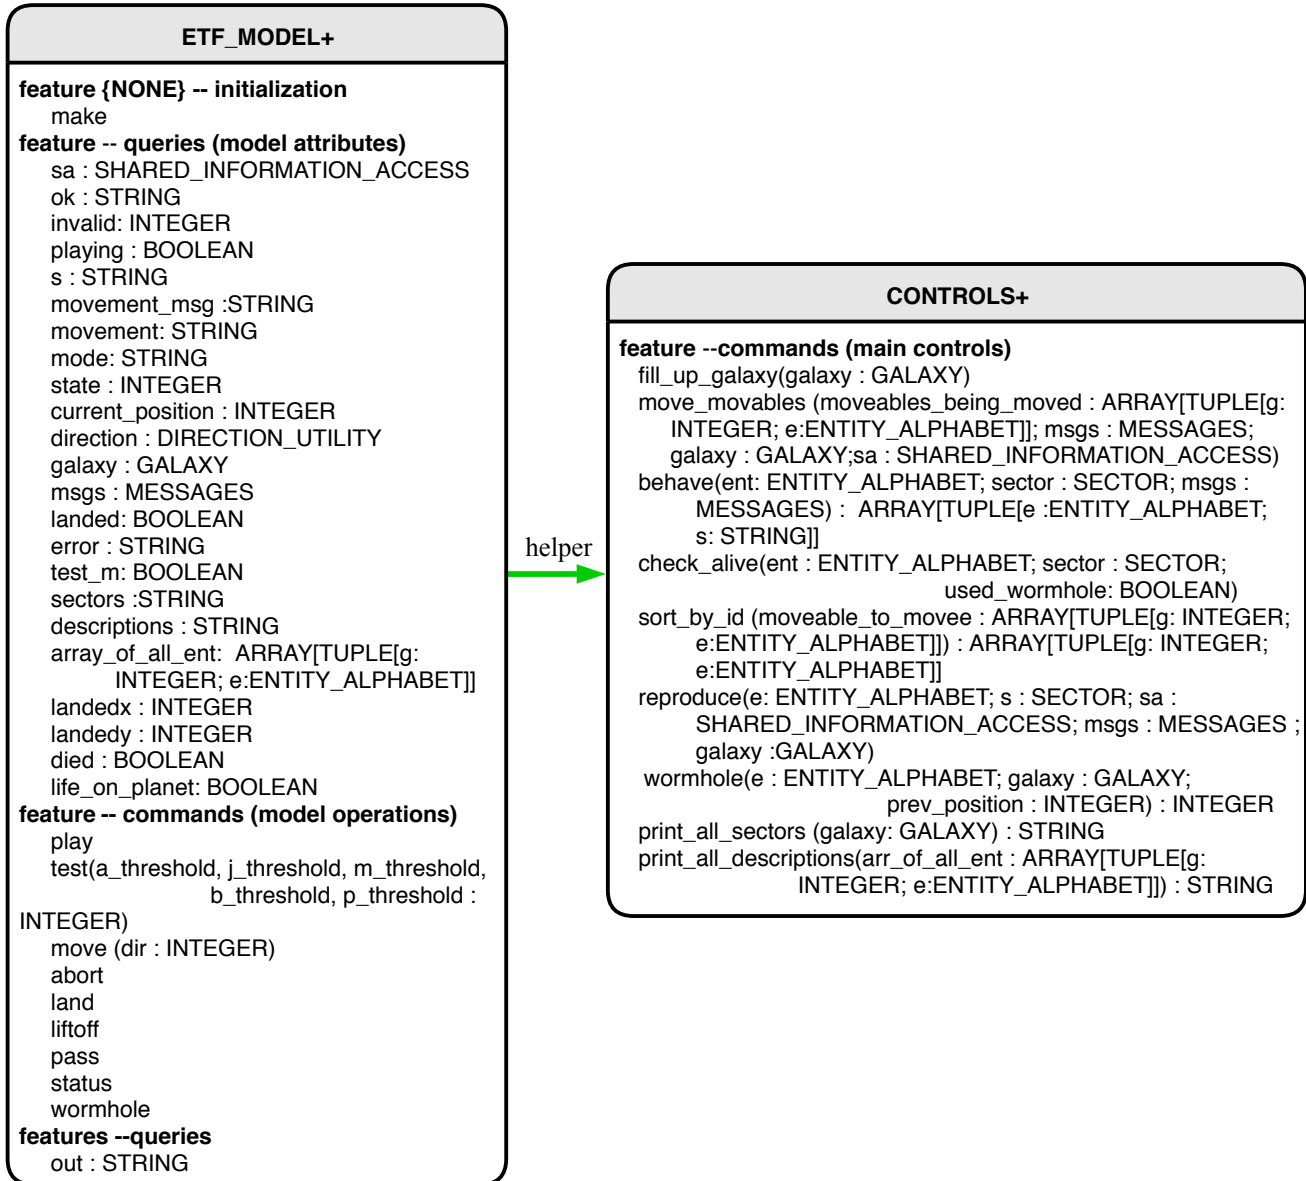 ETF_MODEL+
feature {NONE} -- initialization
make
feature -- queries (model attributes)
sa : SHARED_INFORMATION_ACCESS
ok : STRING
invalid: INTEGER
playing : BOOLEAN
s : STRING
movement_msg :STRING
movement: STRING
mode: STRING
state : INTEGER
current_position : INTEGER
direction : DIRECTION_UTILITY
galaxy : GALAXY
msgs : MESSAGES
landed: BOOLEAN
error : STRING
test_m: BOOLEAN
sectors :STRING
descriptions : STRING
array_of_all_ent: ARRAY[TUPLE[g:
INTEGER; e:ENTITY_ALPHABET]]
landedx : INTEGER
landedy : INTEGER
died : BOOLEAN
life_on_planet: BOOLEAN
feature -- commands (model operations)
play
test(a_threshold, j_threshold, m_threshold,
b_threshold, p_threshold :
INTEGER)
move (dir : INTEGER)
abort
land
liftoff
pass
status
wormhole
features --queries
out : STRING
helper
CONTROLS+
feature --commands (main controls)
fill_up_galaxy(galaxy : GALAXY)
move_movables (moveables_being_moved : ARRAY[TUPLE[g:
INTEGER; e:ENTITY_ALPHABET]]; msgs : MESSAGES;
galaxy : GALAXY;sa : SHARED_INFORMATION_ACCESS)
behave(ent: ENTITY_ALPHABET; sector : SECTOR; msgs :
MESSAGES) : ARRAY[TUPLE[e :ENTITY_ALPHABET;
s: STRING]]
check_alive(ent : ENTITY_ALPHABET; sector : SECTOR;
used_wormhole: BOOLEAN)
sort_by_id (moveable_to_movee : ARRAY[TUPLE[g: INTEGER;
e:ENTITY_ALPHABET]]) : ARRAY[TUPLE[g: INTEGER;
e:ENTITY_ALPHABET]]
reproduce(e: ENTITY_ALPHABET; s : SECTOR; sa :
SHARED_INFORMATION_ACCESS; msgs : MESSAGES ;
galaxy :GALAXY)
wormhole(e : ENTITY_ALPHABET; galaxy : GALAXY;
prev_position : INTEGER) : INTEGER
print_all_sectors (galaxy: GALAXY) : STRING
print_all_descriptions(arr_of_all_ent : ARRAY[TUPLE[g:
INTEGER; e:ENTITY_ALPHABET]]) : STRING